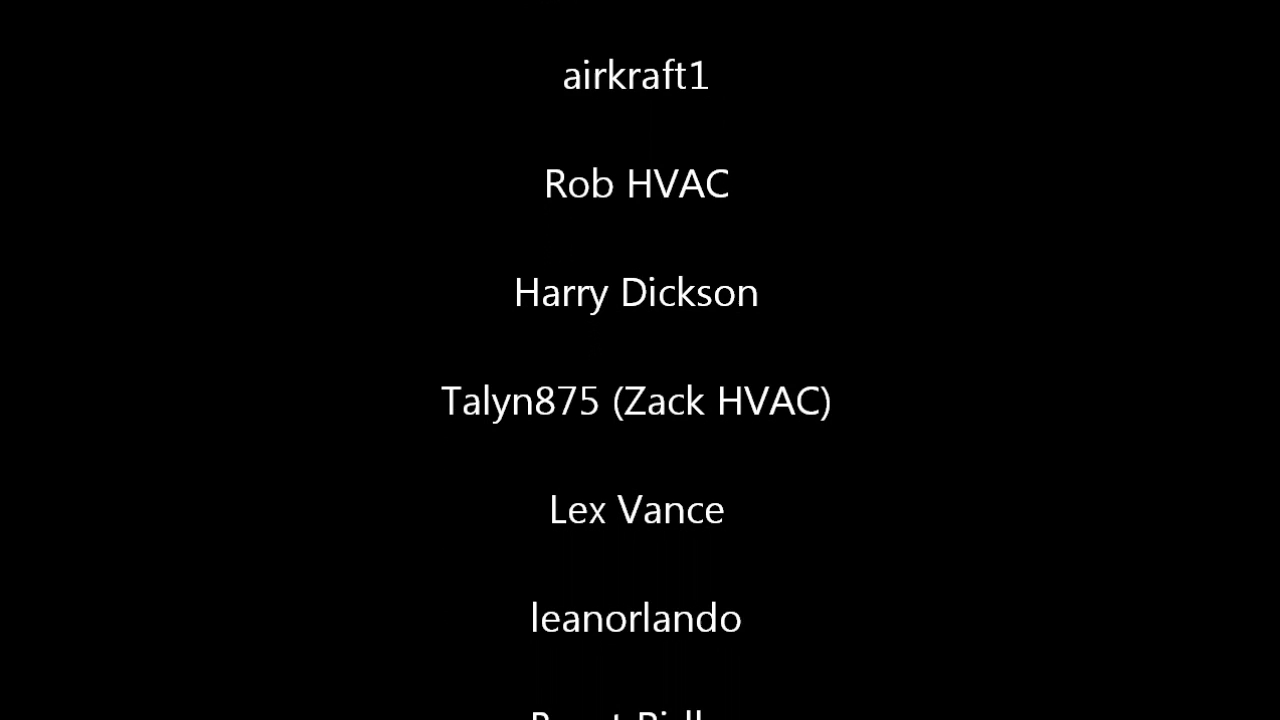 airkraft1
Rob HVAC
Harry Dickson
Talyn875 (Zack HVAC)
Lex Vance
leanorlando